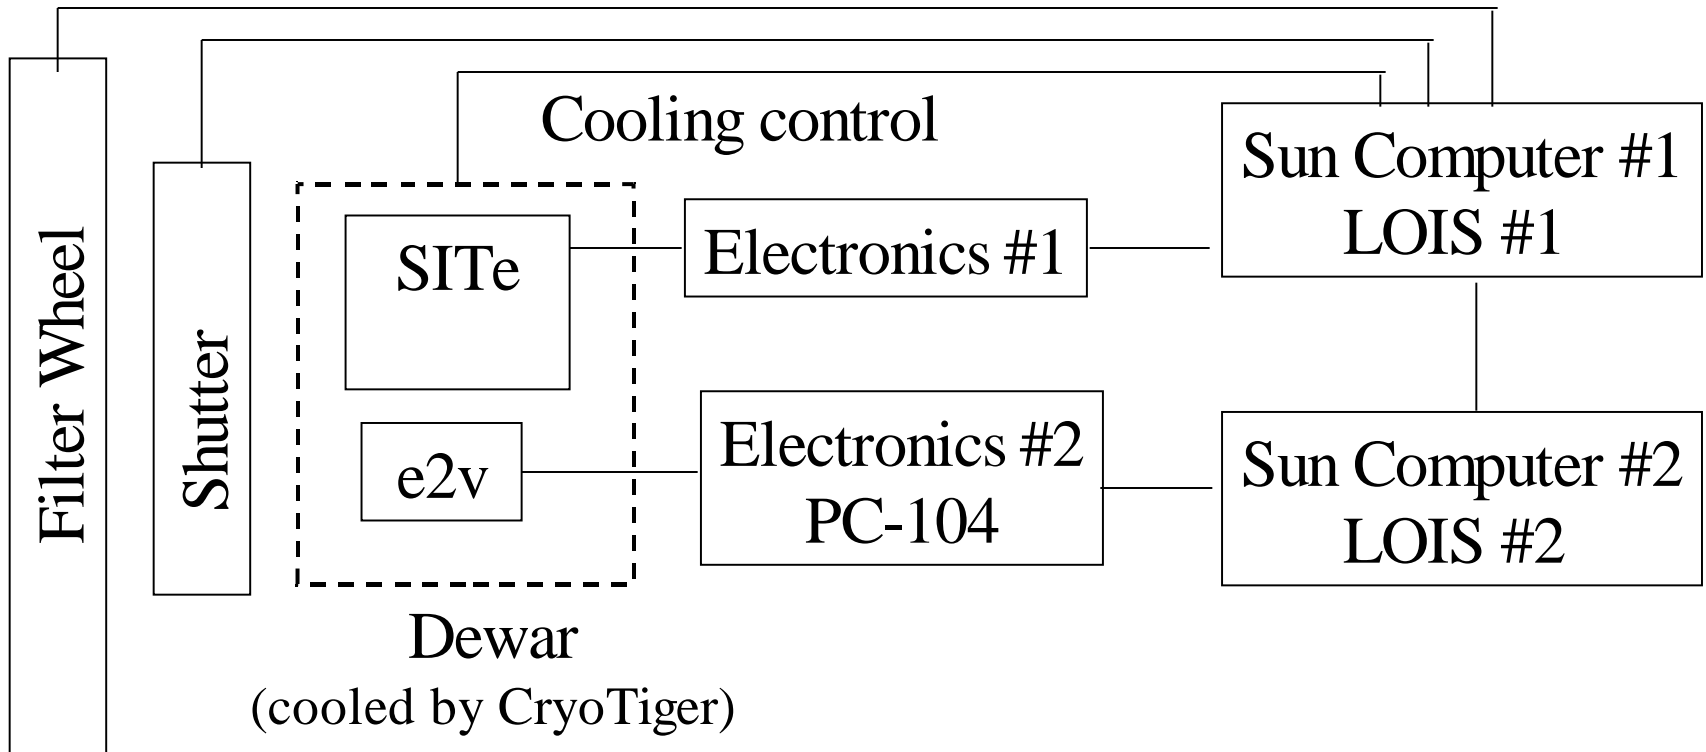 Cooling control
Filter Wheel
Shutter
SITe
e2v
Dewar
(cooled by CryoTiger)
Electronics #1
Electronics #2
PC-104
Sun Computer #1
LOIS #1
Sun Computer #2
LOIS #2